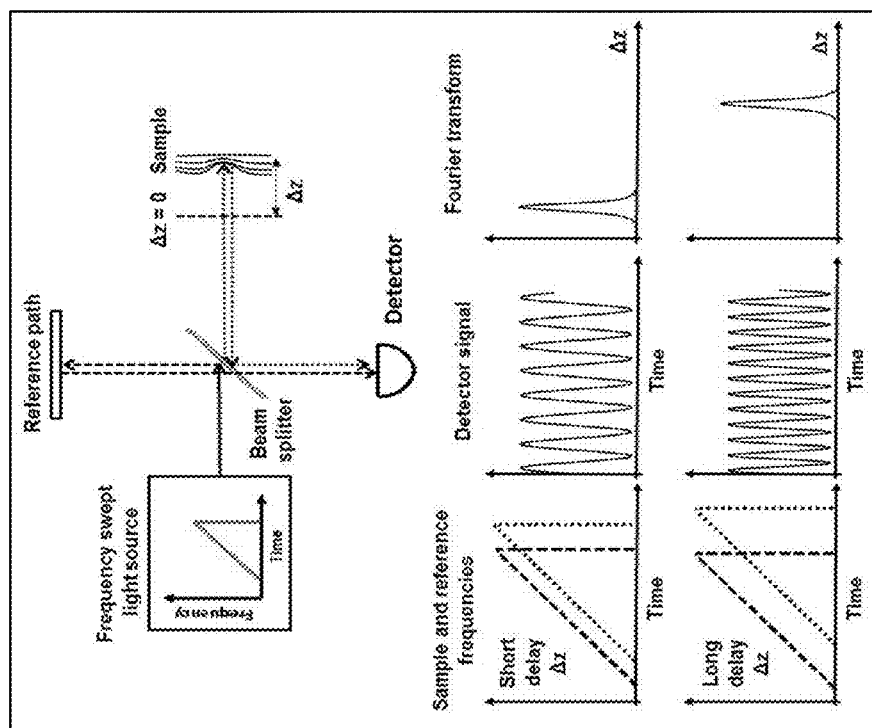 Reference path
Δz = 0 Sample
Frequency swept
light source
Frequency
Time
Beam
splitter
Δz
Detector
Sample and reference
frequencies
Detector signal
Fourier transform
Short
delay
Δz
Time
Time
Δz
Long
delay
Δz
Time
Time
Δz